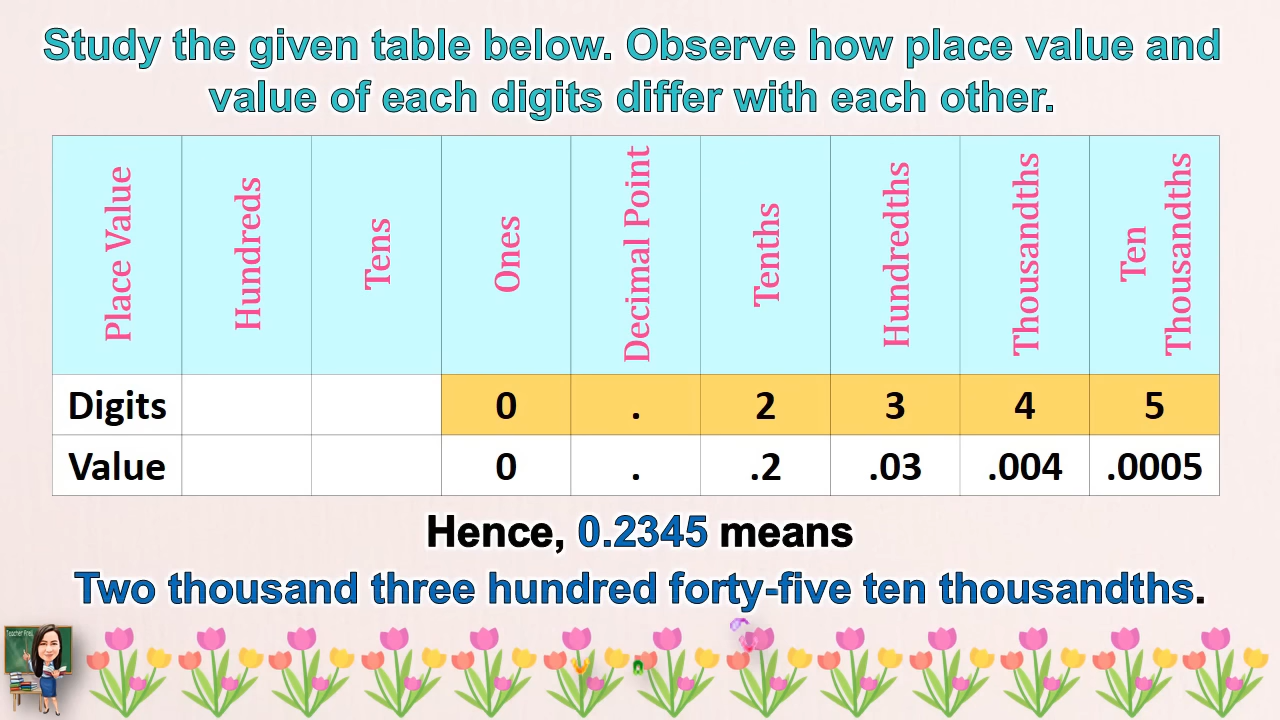 Study the given table below. Observe how place value and
value of each digits differ with each other.
Place Value Hundreds Tens Ones Decimal Point Tenths Hundredths Thousandths Ten Thousandths
Digits 0 . 2 3 4 5
Value 0 . .2 .03 .004 .0005
Hence, 0.2345 means
Two thousand three hundred forty-five ten thousandths.